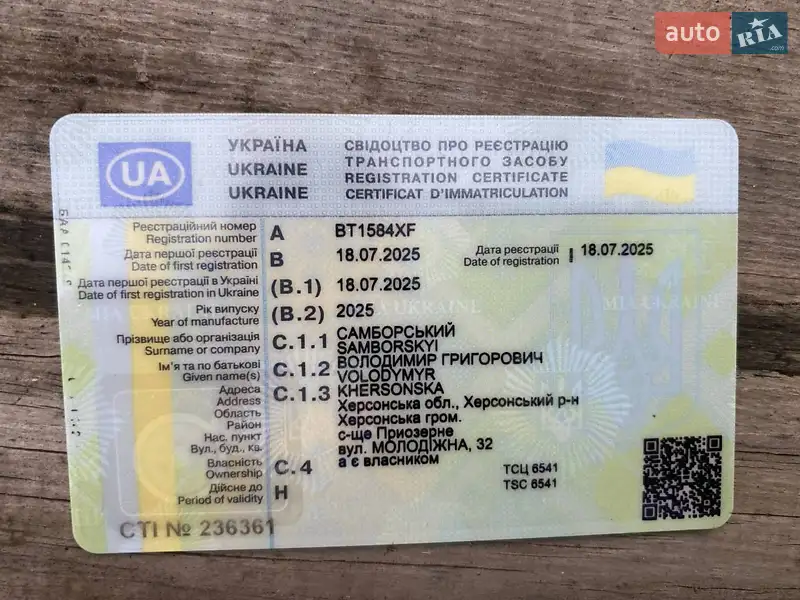 auto RIA .com
УКРАЇНА СВІДОЦТВО ПРО РЕЄСТРАЦІЮ
UKRAINE ТРАНСПОРТНОГО ЗАСОБУ
UKRAINE REGISTRATION CERTIFICATE
CERTIFICAT D'IMMATRICULATION
UA
Реєстраційний номер
Registration number A BT1584XF
Дата першої реєстрації
Date of first registration B 18.07.2025
Дата реєстрації
Date of registration I 18.07.2025
Дата першої реєстрації в Україні
Date of first registration in Ukraine (B.1) 18.07.2025
Рік випуску
Year of manufacture (B.2) 2025
Прізвище або організація
Surname or company C.1.1 САМБОРСЬКИЙ
SAMBORSKYI
Ім'я та по батькові
Given name(s) C.1.2 ВОЛОДИМИР ГРИГОРОВИЧ
VOLODYMYR
Адреса
Address
Область
Район
Нас. пункт
Вул., буд., кв.
C.1.3 KHERSONSKA
Херсонська обл., Херсонський р-н
Херсонська гром.
с-ще Приозерне
вул. МОЛОДІЖНА, 32
Власність
Ownership C.4 а є власником
Дійсне до
Period of validity H
ТСЦ 6541
TSC 6541
СТІ № 236361